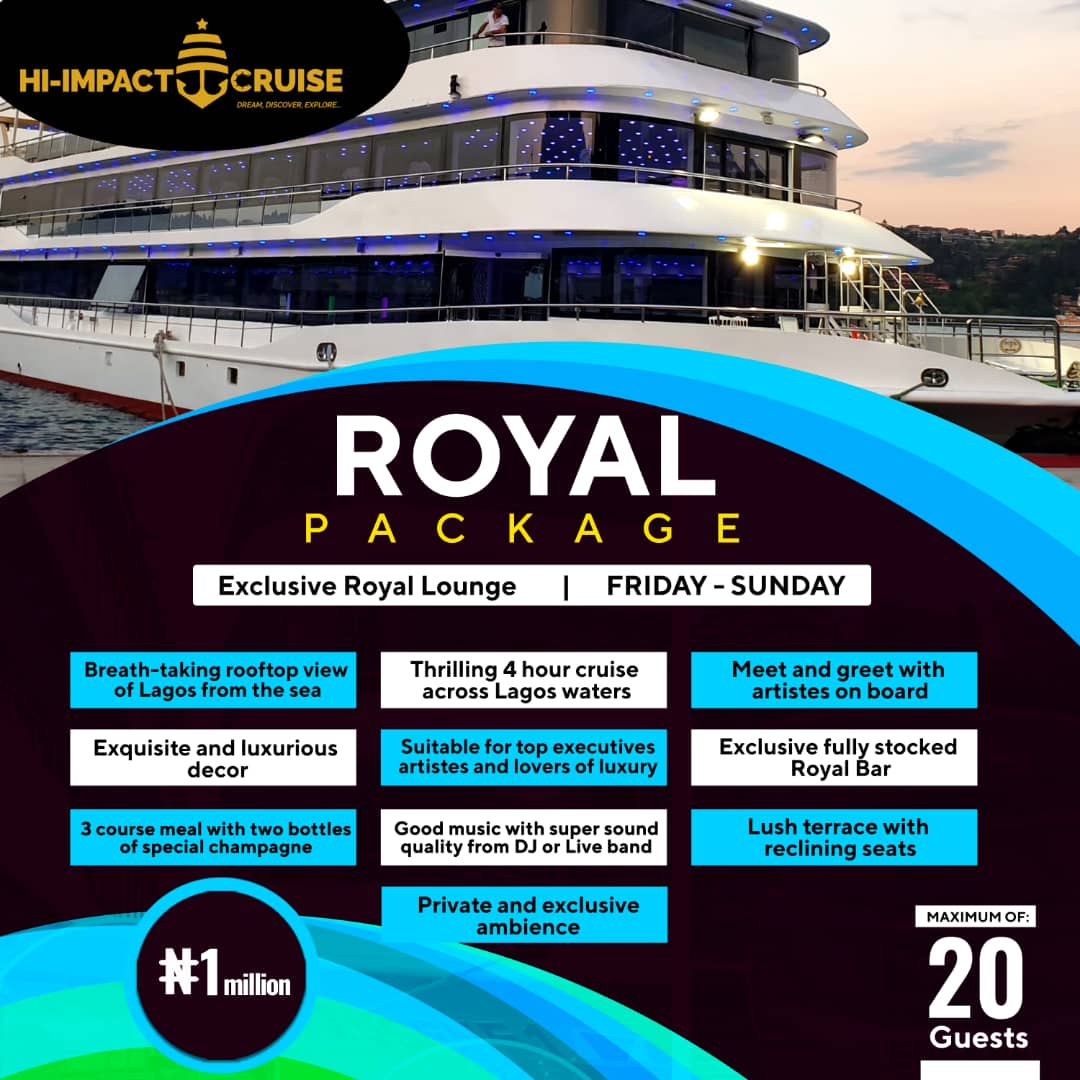 HI-IMPACT CRUISE
DREAM, DISCOVER, EXPLORE...
ROYAL
PACKAGE
Exclusive Royal Lounge | FRIDAY - SUNDAY
Breath-taking rooftop view
of Lagos from the sea
Thrilling 4 hour cruise
across Lagos waters
Meet and greet with
artistes on board
Exquisite and luxurious
decor
Suitable for top executives
artistes and lovers of luxury
Exclusive fully stocked
Royal Bar
3 course meal with two bottles
of special champagne
Good music with super sound
quality from DJ or Live band
Lush terrace with
reclining seats
Private and exclusive
ambience
₦1 million
MAXIMUM OF:
20
Guests